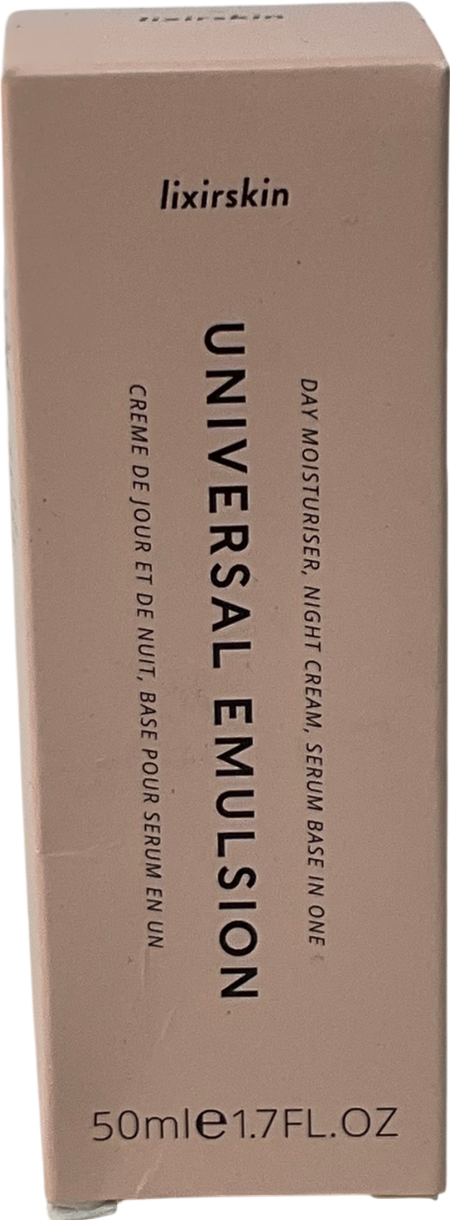 lixirskin
lixirskin
DAY MOISTURISER, NIGHT CREAM, SERUM BASE IN ONE
UNIVERSAL EMULSION
CREME DE JOUR ET DE NUIT, BASE POUR SERUM EN UN
50ml℮1.7FL.OZ